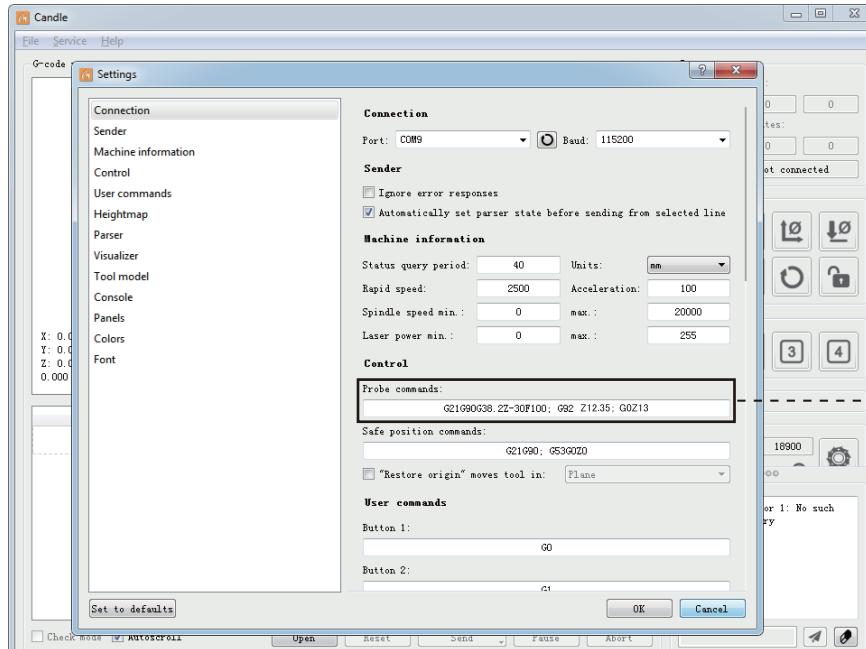 Candle
File Service Help
G-code
Settings
Connection
Sender
Machine information
Control
User commands
Heightmap
Parser
Visualizer
Tool model
Console
Panels
Colors
Font
Connection
Port: COM9 Baud: 115200
Sender
Ignore error responses
Automatically set parser state before sending from selected line
Machine information
Status query period: 40 Units: mm
Rapid speed: 2500 Acceleration: 100
Spindle speed min.: 0 max.: 20000
Laser power min.: 0 max.: 255
Control
Probe commands:
G21G90G38.2Z-30F100; G92 Z12.35; G0Z13
Safe position commands:
G21G90; G53G0Z0
"Restore origin" moves tool in: Plane
User commands
Button 1:
G0
Button 2:
G1
Set to defaults OK Cancel
0 0
tes:
0 0
ot connected
3 4
18900
or 1: No such
ry
X: 0.0
Y: 0.0
Z: 0.0
0.000
Check mode Autoscroll Open Reset Send Pause Abort